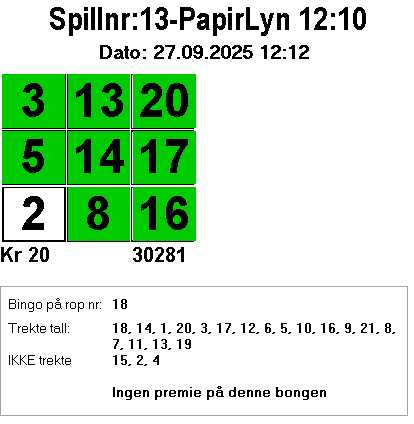 Spillnr:13-PapirLyn 12:10
Dato: 27.09.2025 12:12
3 13 20
5 14 17
2 8 16
Kr 20 30281
Bingo på rop nr: 18
Trekte tall: 18, 14, 1, 20, 3, 17, 12, 6, 5, 10, 16, 9, 21, 8,
7, 11, 13, 19
IKKE trekte 15, 2, 4
Ingen premie på denne bongen